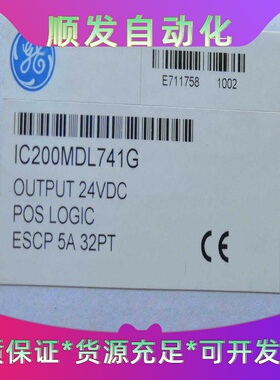 顺发自动化
E711758 1002
IC200MDL741G
OUTPUT 24VDC
POS LOGIC
ESCP 5A 32PT
CE
质保证*货源充足*可开发